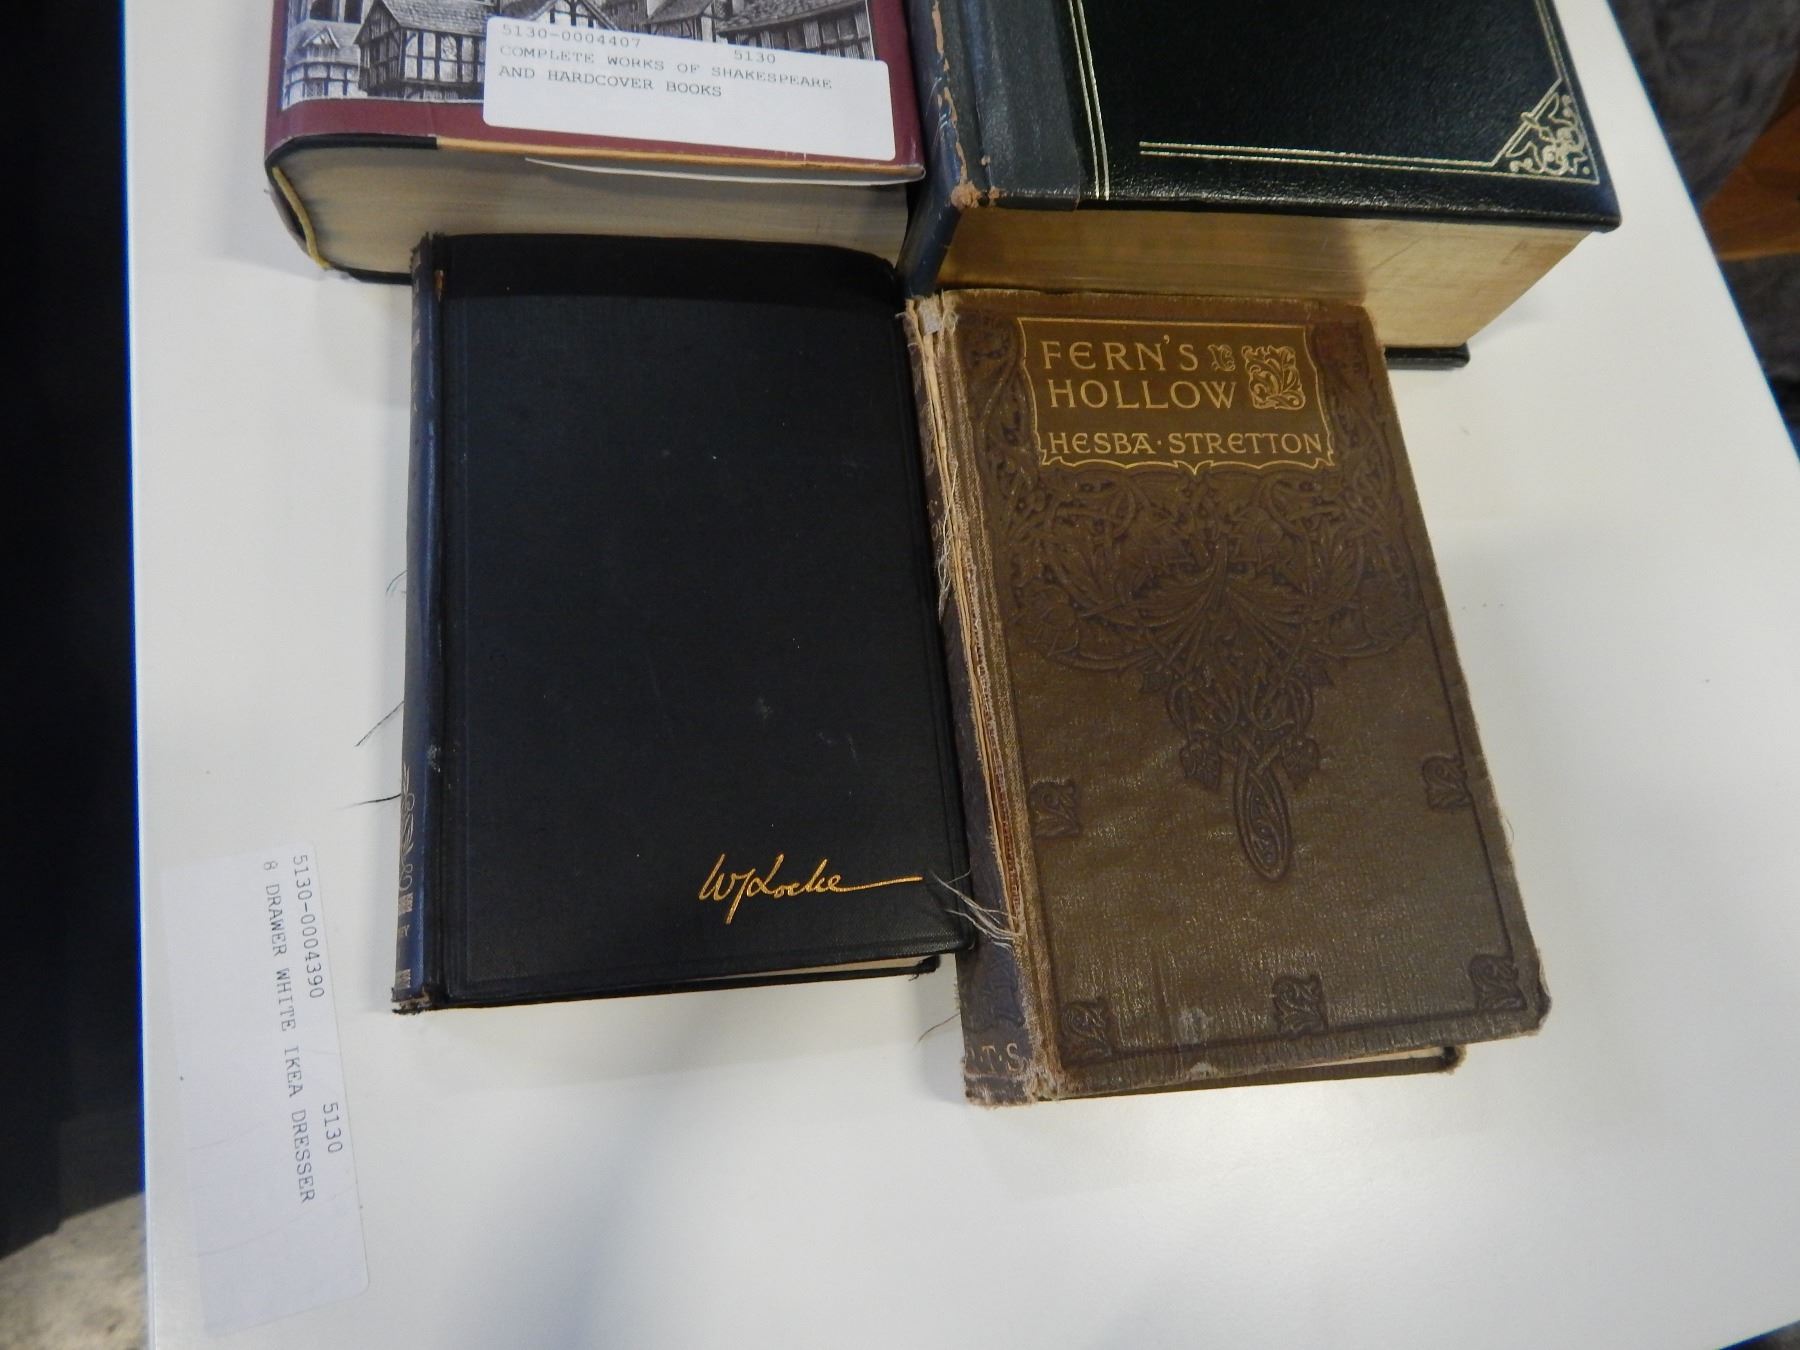 5130-0004407 5130
COMPLETE WORKS OF SHAKESPEARE
AND HARDCOVER BOOKS
FERN'S
HOLLOW
HESBA·STRETTON
WJLocke
R·T·S
5130-0004390 5130
8 DRAWER WHITE IKEA DRESSER